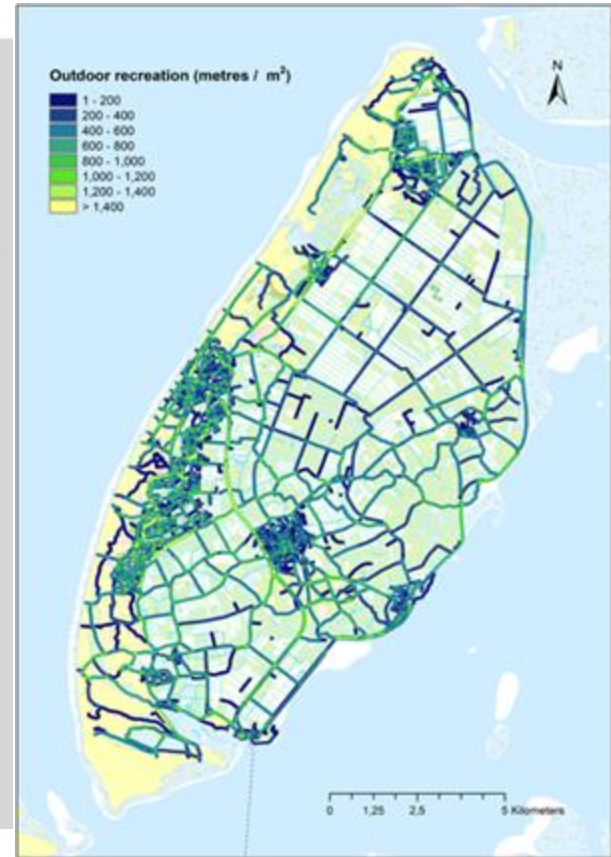 Outdoor recreation (metres / m²)
1 - 200
200 - 400
400 - 600
600 - 800
800 - 1,000
1,000 - 1,200
1,200 - 1,400
> 1,400
N
0 1,25 2,5 5 Kilometers